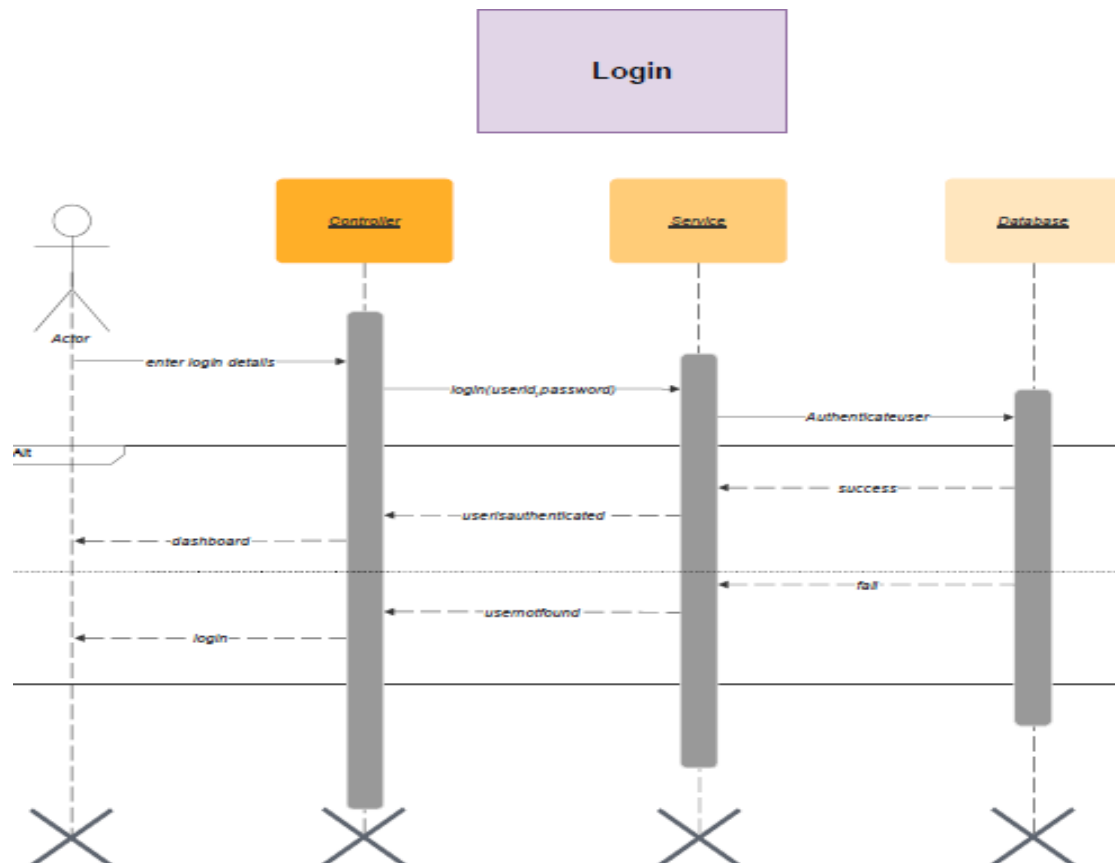 Login
Controller
Service
Database
Actor
enter login details
login(userid,password)
Authenticateuser
Alt
success
userisauthenticated
dashboard
fail
usernotfound
login